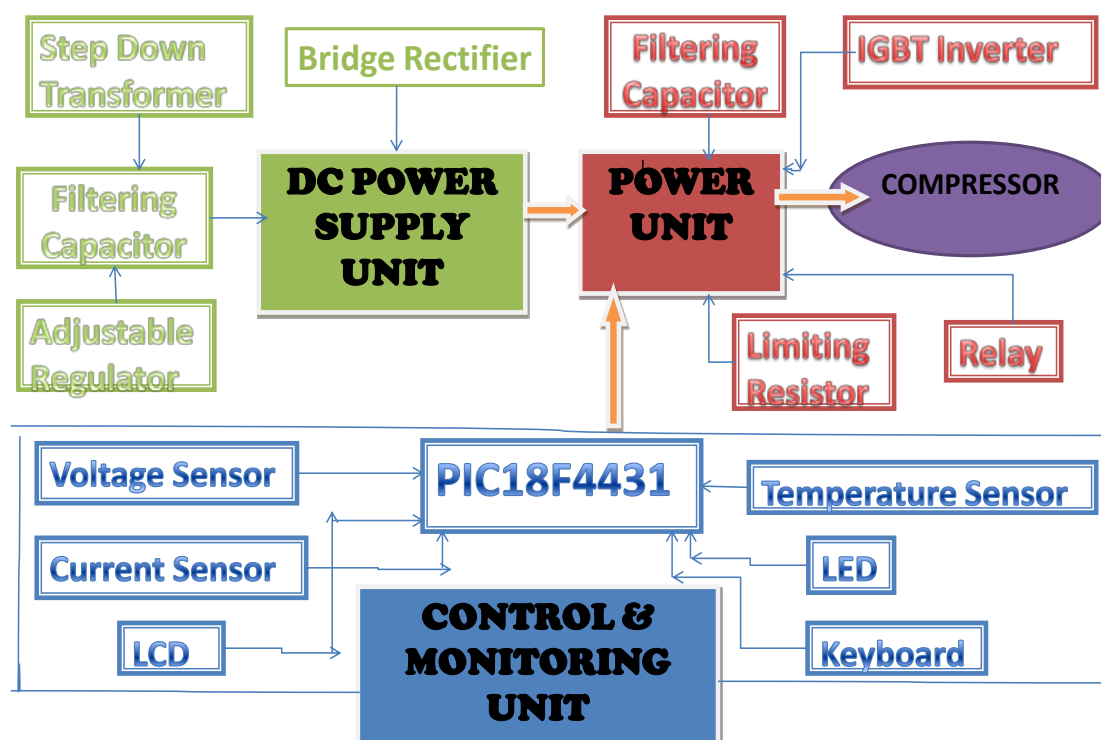 Step Down
Transformer
Bridge Rectifier
Filtering
Capacitor
IGBT Inverter
Filtering
Capacitor
DC POWER
SUPPLY
UNIT
POWER
UNIT
COMPRESSOR
Adjustable
Regulator
Limiting
Resistor
Relay
Voltage Sensor
PIC18F4431
Temperature Sensor
Current Sensor
LED
LCD
CONTROL &
MONITORING
UNIT
Keyboard